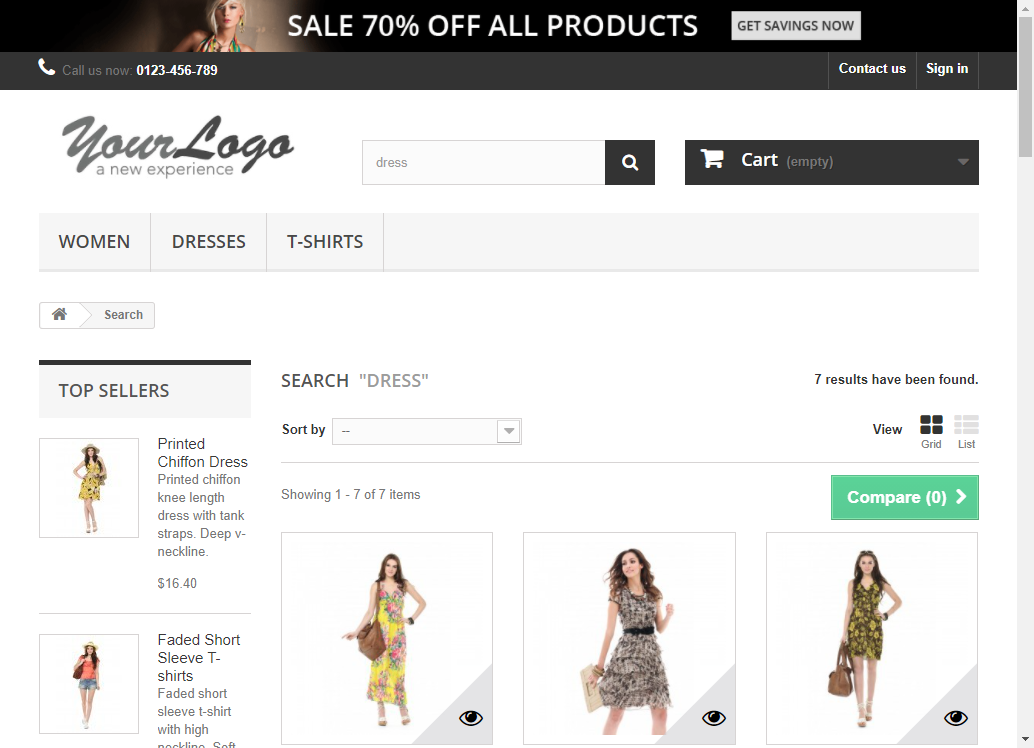 SALE 70% OFF ALL PRODUCTS
GET SAVINGS NOW
Call us now: 0123-456-789
Contact us
Sign in
YourLogo
a new experience
dress
Cart (empty)
WOMEN
DRESSES
T-SHIRTS
Search
TOP SELLERS
Printed
Chiffon Dress
Printed chiffon
knee length
dress with tank
straps. Deep v-
neckline.
$16.40
Faded Short
Sleeve T-
shirts
Faded short
sleeve t-shirt
with high
neckline. Soft
SEARCH "DRESS"
7 results have been found.
Sort by
--
View
Grid
List
Showing 1 - 7 of 7 items
Compare (0)